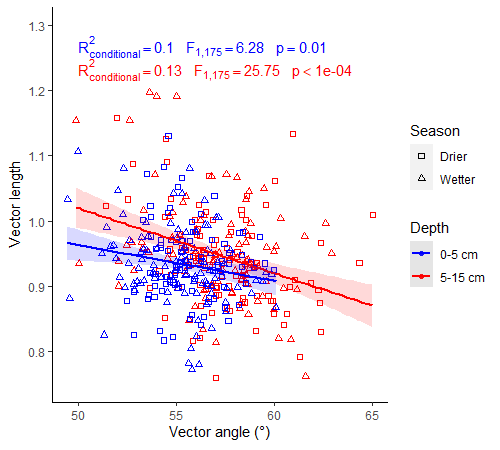 R²conditional = 0.1 F1,175 = 6.28 p = 0.01
R²conditional = 0.13 F1,175 = 25.75 p < 1e-04
1.3
1.2
1.1
1.0
0.9
0.8
Vector length
50 55 60 65
Vector angle (°)
Season
Drier
Wetter
Depth
0-5 cm
5-15 cm